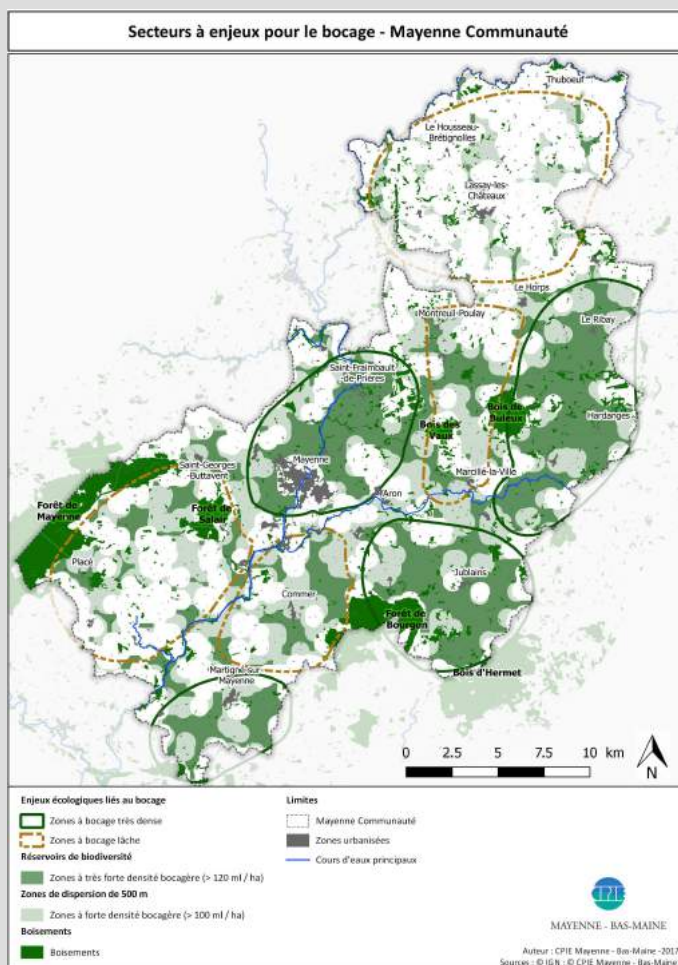 Secteurs à enjeux pour le bocage - Mayenne Communauté
Thuboeuf
Le Housseau-
Brétignolles
Lassay-les-
Châteaux
Le Horps
Montreuil-Poulay
Le Ribay
Saint-Fraimbault
-de-Prières
Bois de
Buleux
Bois des
Vaux
Hardanges
Saint-Georges
-Buttavent
Mayenne
Marcillé-la-Ville
Aron
Forêt de
Mayenne
Forêt de
Salair
Placé
Commer
Jublains
Forêt de
Bourgon
Martigné-sur
-Mayenne
Bois d'Hermet
0 2.5 5 7.5 10 km
N
Enjeux écologiques liés au bocage
Zones à bocage très dense
Zones à bocage lâche
Réservoirs de biodiversité
Zones à très forte densité bocagère (> 120 ml / ha)
Zones de dispersion de 500 m
Zones à forte densité bocagère (> 100 ml / ha)
Boisements
Boisements
Limites
Mayenne Communauté
Zones urbanisées
Cours d'eaux principaux
CPIE
MAYENNE - BAS-MAINE
Auteur : CPIE Mayenne - Bas-Maine -2017
Sources : © IGN ; © CPIE Mayenne - Bas-Maine